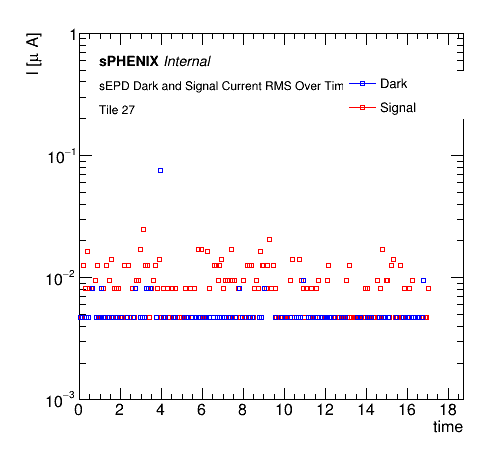 I [μ A]
1
sPHENIX Internal
sEPD Dark and Signal Current RMS Over Tim
Tile 27
Dark
Signal
10⁻¹
10⁻²
10⁻³
0 2 4 6 8 10 12 14 16 18
time